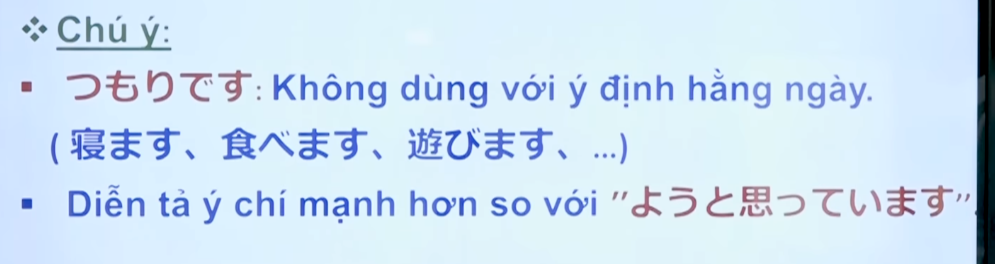 ❖ Chú ý:
▪ つもりです: Không dùng với ý định hằng ngày.
( 寝ます、食べます、遊びます、...)
▪ Diễn tả ý chí mạnh hơn so với "ようと思っています".